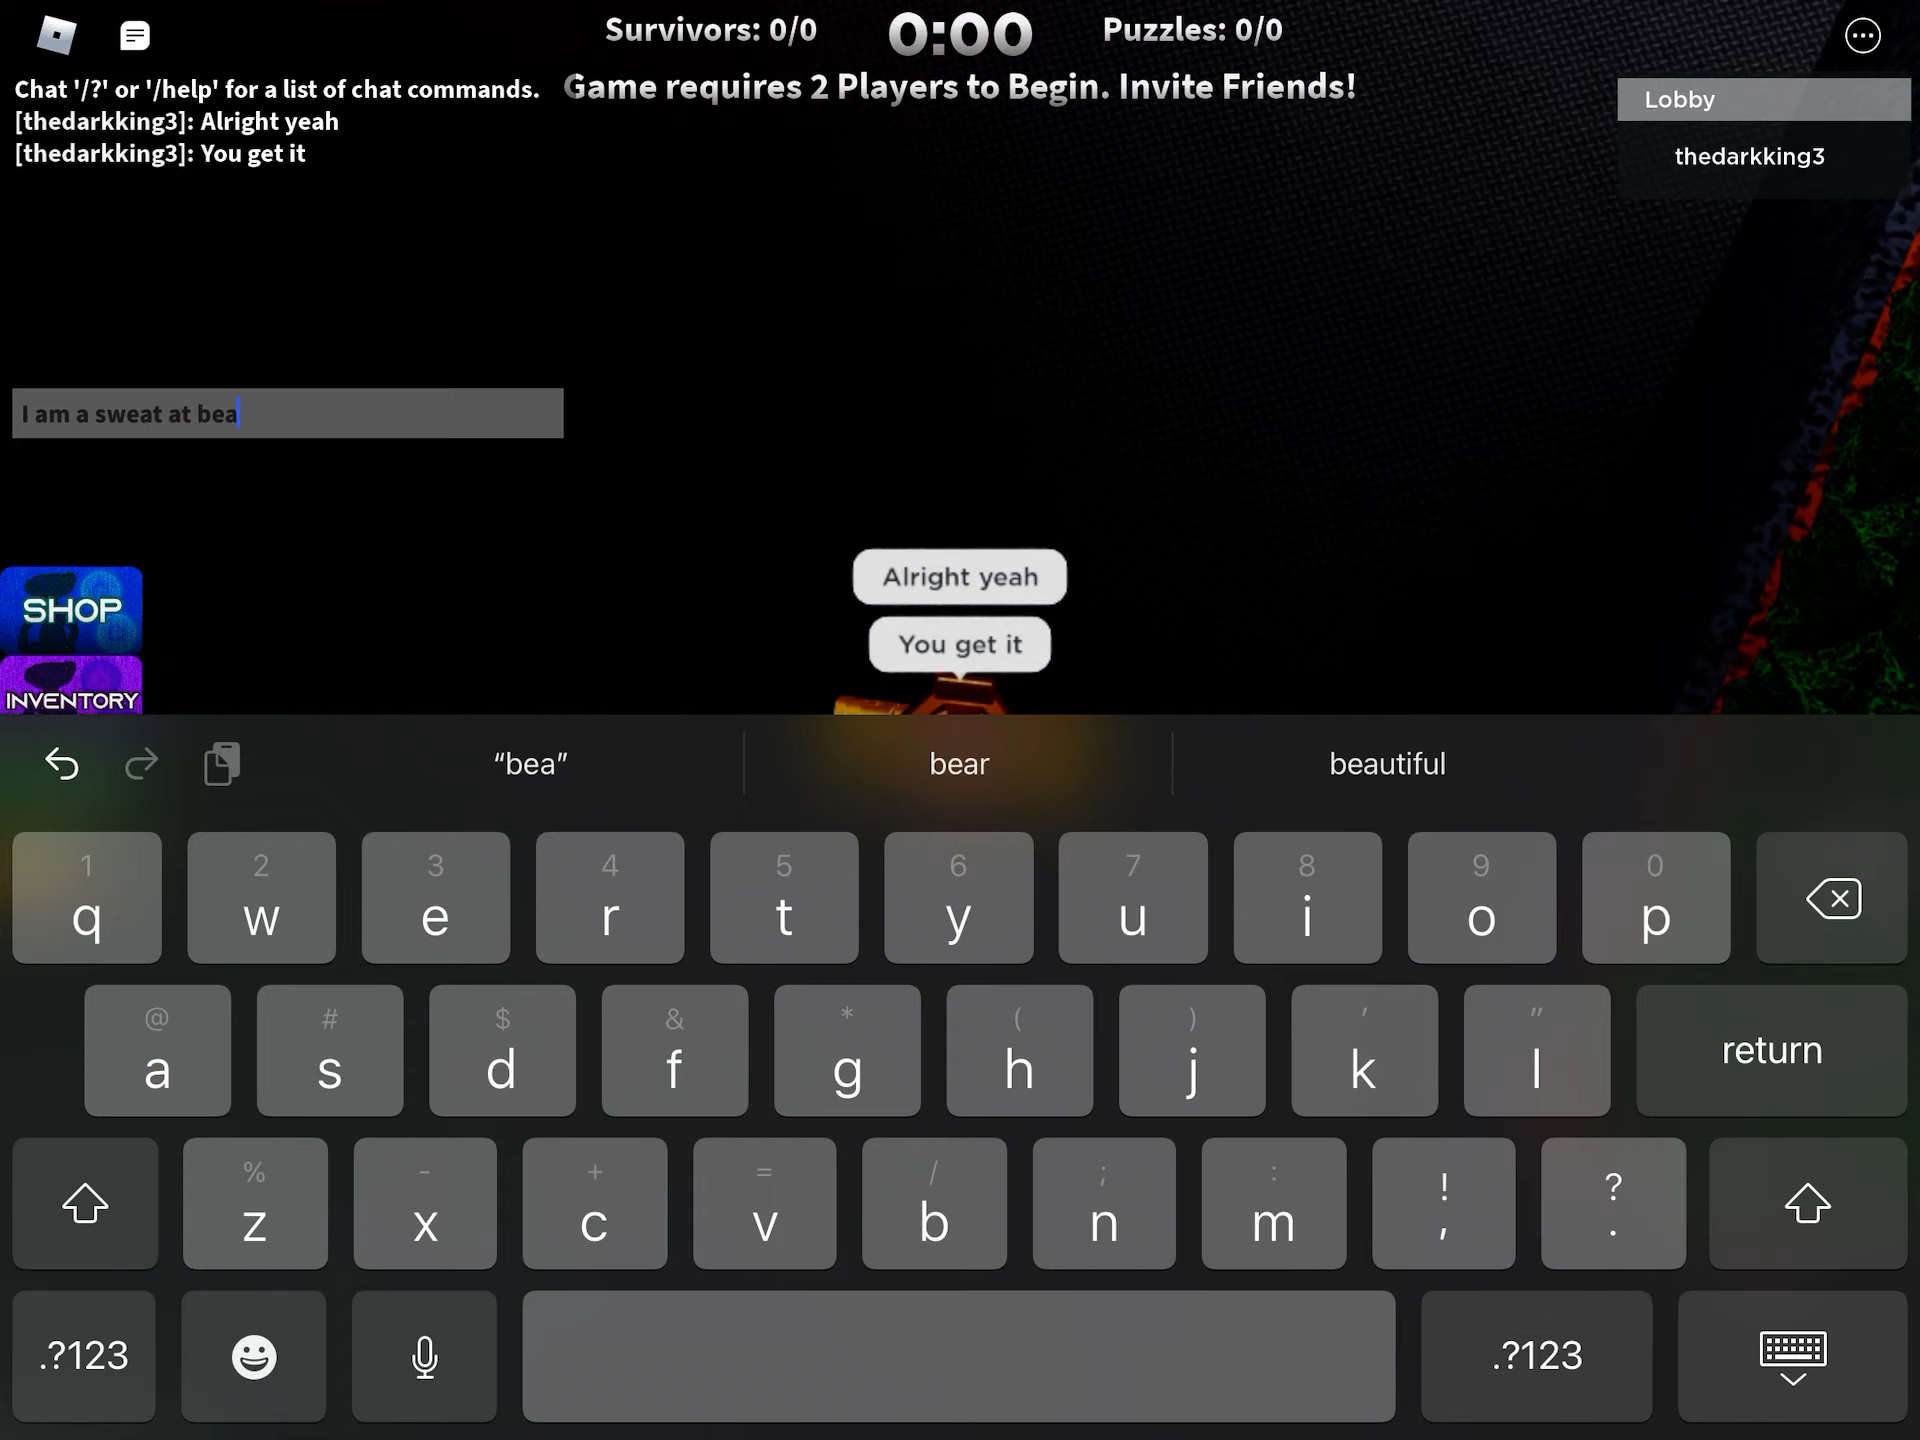 Survivors: 0/0
0:00
Puzzles: 0/0
Chat '/?' or '/help' for a list of chat commands.
Game requires 2 Players to Begin. Invite Friends!
Lobby
[thedarkking3]: Alright yeah
[thedarkking3]: You get it
thedarkking3
I am a sweat at bea
Alright yeah
You get it
SHOP
INVENTORY
“bea”
bear
beautiful
1 2 3 4 5 6 7 8 9 0
q w e r t y u i o p
@ # $ & * ( ) ' "
a s d f g h j k l return
% - + = / ; : ! ?
z x c v b n m , .
.?123 .?123